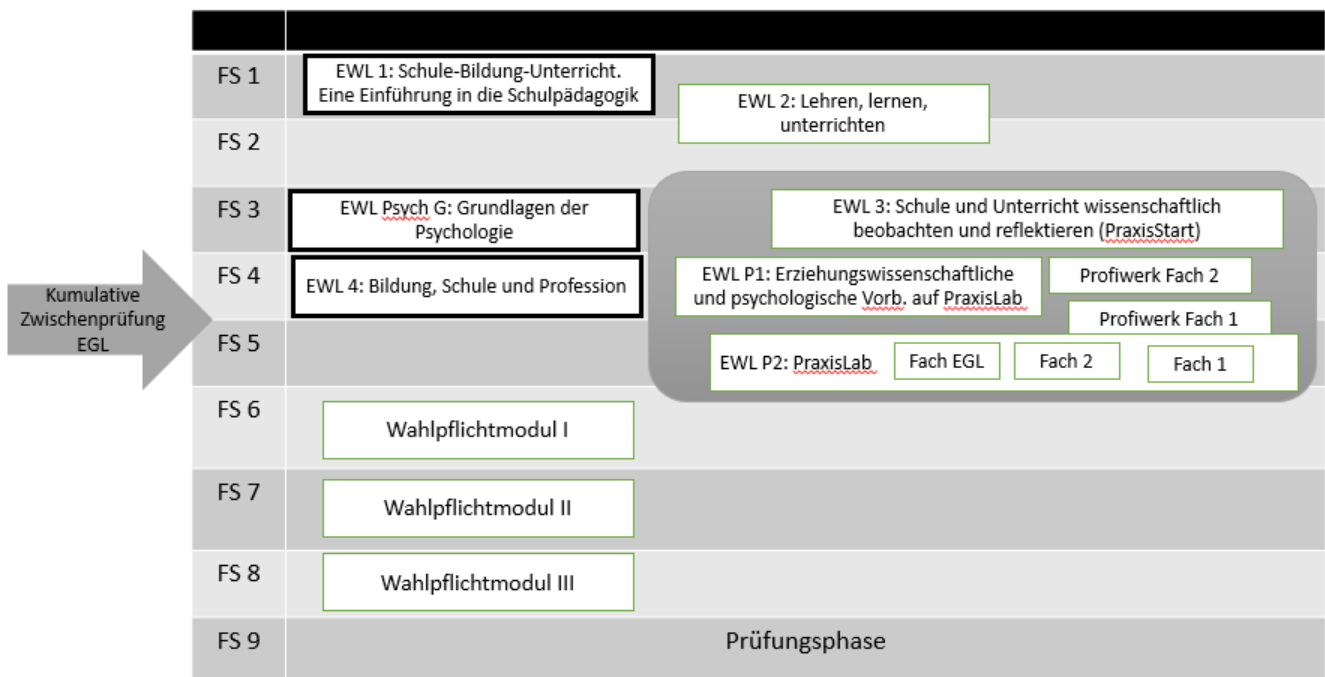 FS 1
EWL 1: Schule-Bildung-Unterricht.
Eine Einführung in die Schulpädagogik
EWL 2: Lehren, lernen,
unterrichten
FS 2
FS 3
EWL Psych G: Grundlagen der
Psychologie
EWL 3: Schule und Unterricht wissenschaftlich
beobachten und reflektieren (PraxisStart)
Kumulative
Zwischenprüfung
EGL
FS 4
EWL 4: Bildung, Schule und Profession
EWL P1: Erziehungswissenschaftliche
und psychologische Vorb. auf PraxisLab
Profiwerk Fach 2
Profiwerk Fach 1
FS 5
EWL P2: PraxisLab
Fach EGL
Fach 2
Fach 1
FS 6
Wahlpflichtmodul I
FS 7
Wahlpflichtmodul II
FS 8
Wahlpflichtmodul III
FS 9
Prüfungsphase